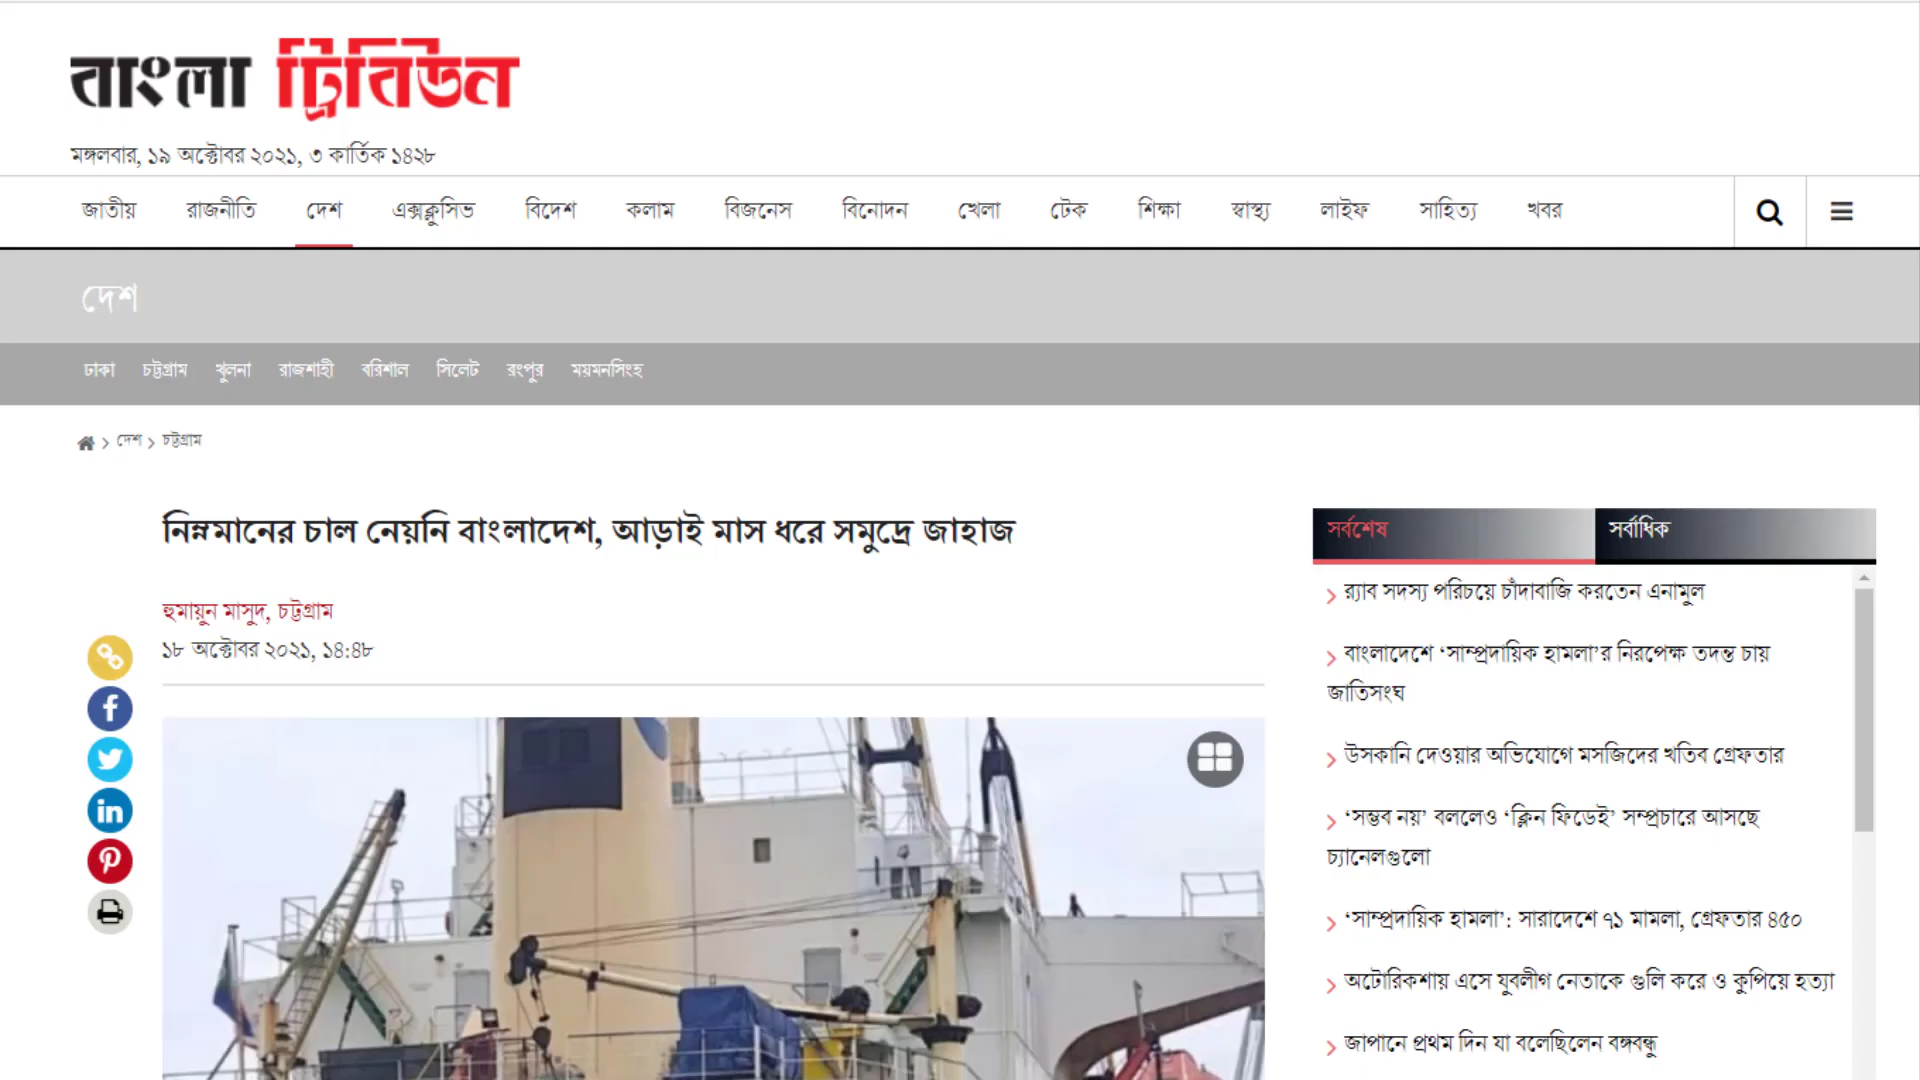 বাংলা ট্রিবিউন
মঙ্গলবার, ১৯ অক্টোবর ২০২১, ৩ কার্তিক ১৪২৮
জাতীয় রাজনীতি দেশ এক্সক্লুসিভ বিদেশ কলাম বিজনেস বিনোদন খেলা টেক শিক্ষা স্বাস্থ্য লাইফ সাহিত্য খবর
দেশ
ঢাকা চট্টগ্রাম খুলনা রাজশাহী বরিশাল সিলেট রংপুর ময়মনসিংহ
দেশ চট্টগ্রাম
নিম্নমানের চাল নেয়নি বাংলাদেশ, আড়াই মাস ধরে সমুদ্রে জাহাজ
হুমায়ুন মাসুদ, চট্টগ্রাম
১৮ অক্টোবর ২০২১, ১৪:৪৮
সর্বশেষ সর্বাধিক
র‍্যাব সদস্য পরিচয়ে চাঁদাবাজি করতেন এনামুল
বাংলাদেশে ‘সাম্প্রদায়িক হামলা’র নিরপেক্ষ তদন্ত চায়
জাতিসংঘ
উসকানি দেওয়ার অভিযোগে মসজিদের খতিব গ্রেফতার
‘সম্ভব নয়’ বললেও ‘ক্লিন ফিডেই’ সম্প্রচারে আসছে
চ্যানেলগুলো
‘সাম্প্রদায়িক হামলা’: সারাদেশে ৭১ মামলা, গ্রেফতার ৪৫০
অটোরিকশায় এসে যুবলীগ নেতাকে গুলি করে ও কুপিয়ে হত্যা
জাপানে প্রথম দিন যা বলেছিলেন বঙ্গবন্ধু